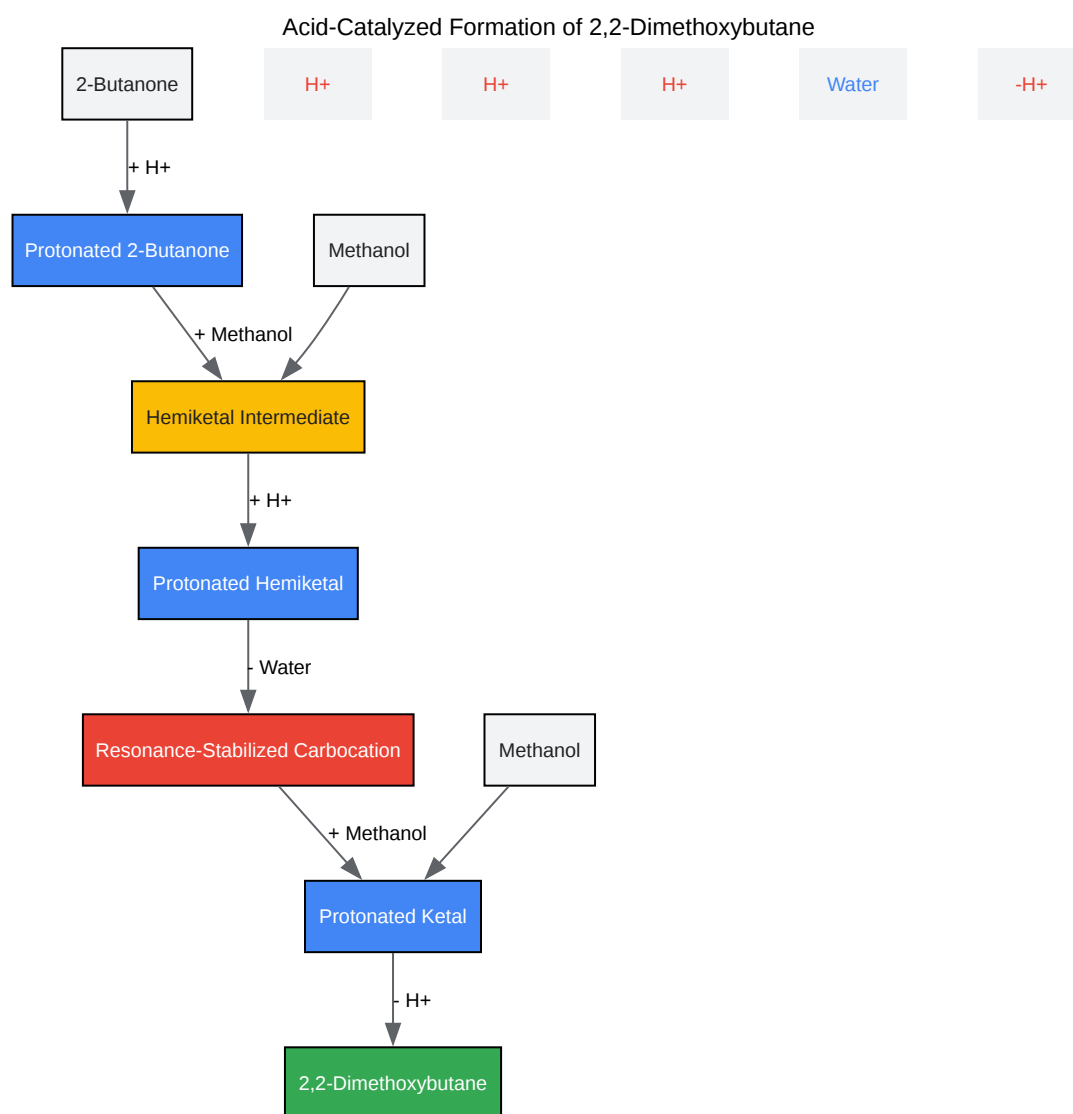 Acid-Catalyzed Formation of 2,2-Dimethoxybutane
2-Butanone
H+
H+
H+
Water
-H+
+ H+
Protonated 2-Butanone
Methanol
+ Methanol
Hemiketal Intermediate
+ H+
Protonated Hemiketal
- Water
Resonance-Stabilized Carbocation
Methanol
+ Methanol
Protonated Ketal
- H+
2,2-Dimethoxybutane